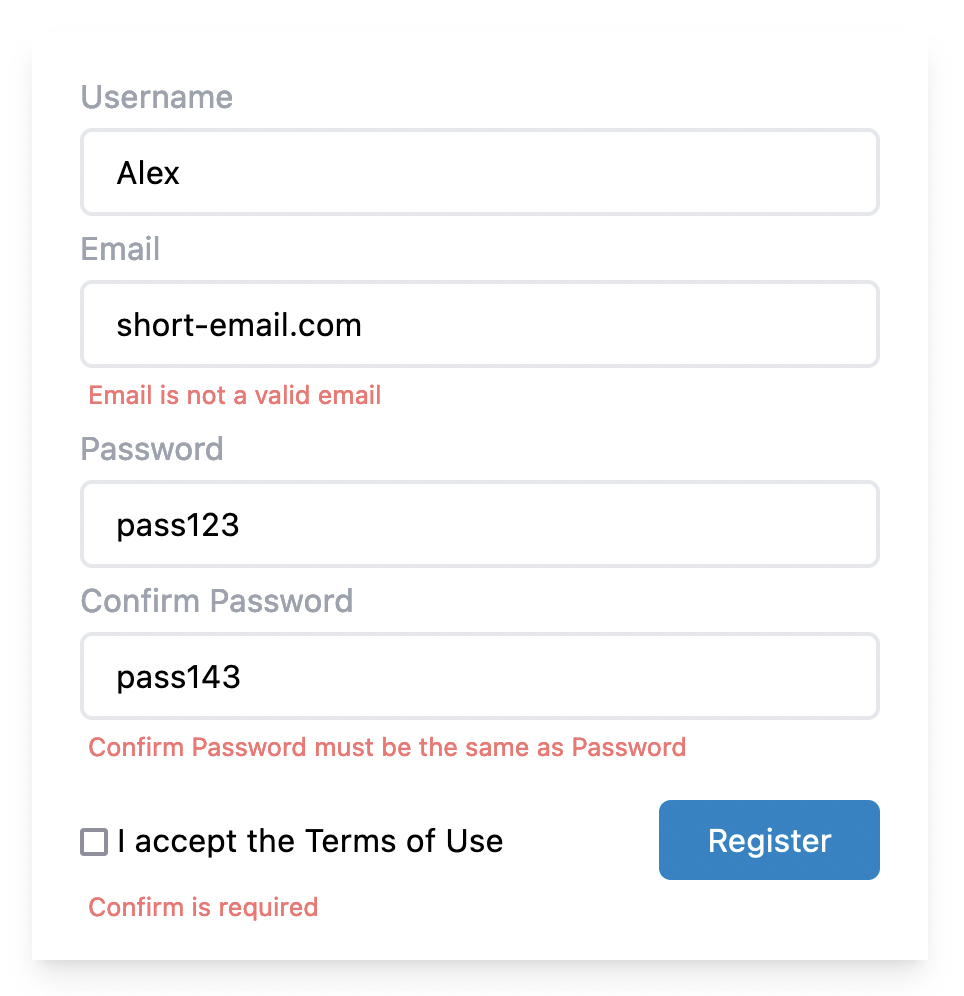 Username
Alex
Email
short-email.com
Email is not a valid email
Password
pass123
Confirm Password
pass143
Confirm Password must be the same as Password
I accept the Terms of Use
Register
Confirm is required